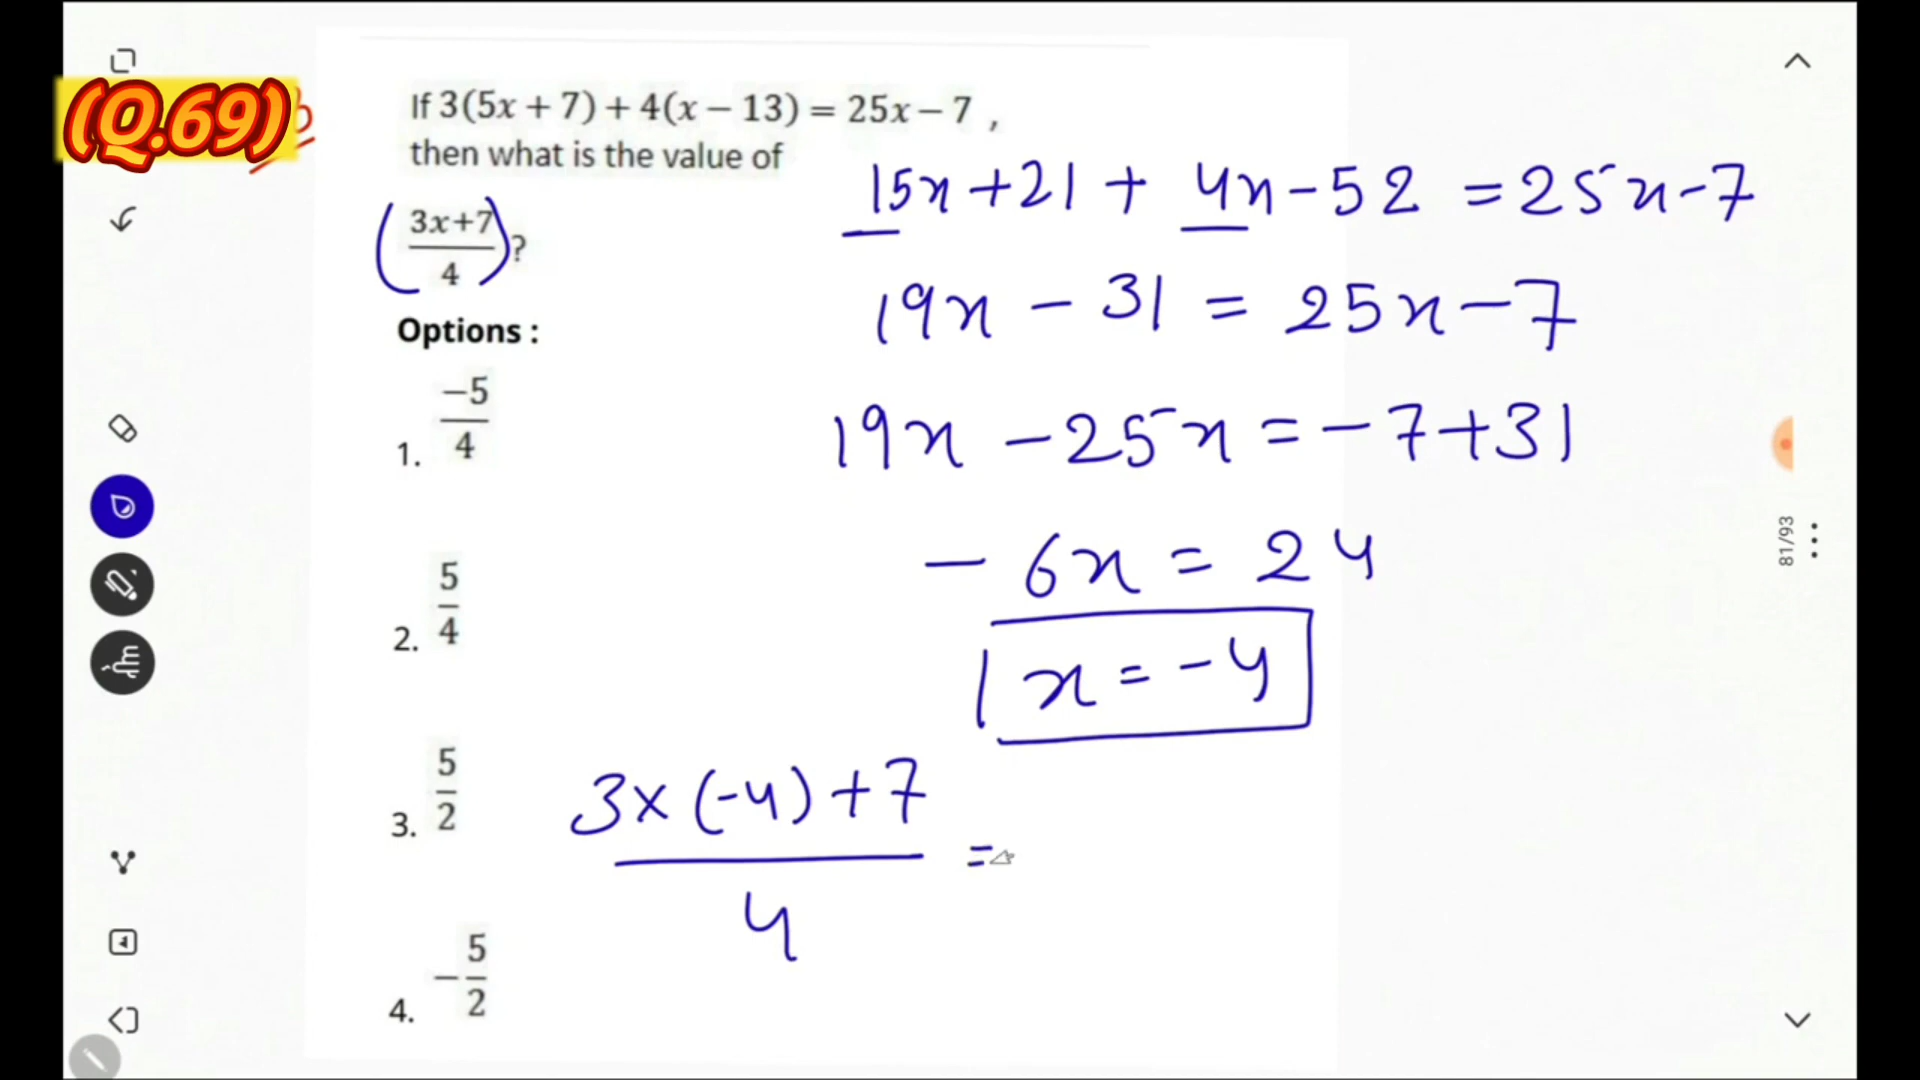 (Q.69)
If 3(5x + 7) + 4(x − 13) = 25x − 7 ,
then what is the value of
(3x+7/4)?
Options :
1. −5/4
2. 5/4
3. 5/2
4. −5/2
15x + 21 + 4x − 52 = 25x − 7
19x − 31 = 25x − 7
19x − 25x = − 7 + 31
− 6x = 24
x = − 4
3x (−4) + 7 / 4 =
81/93